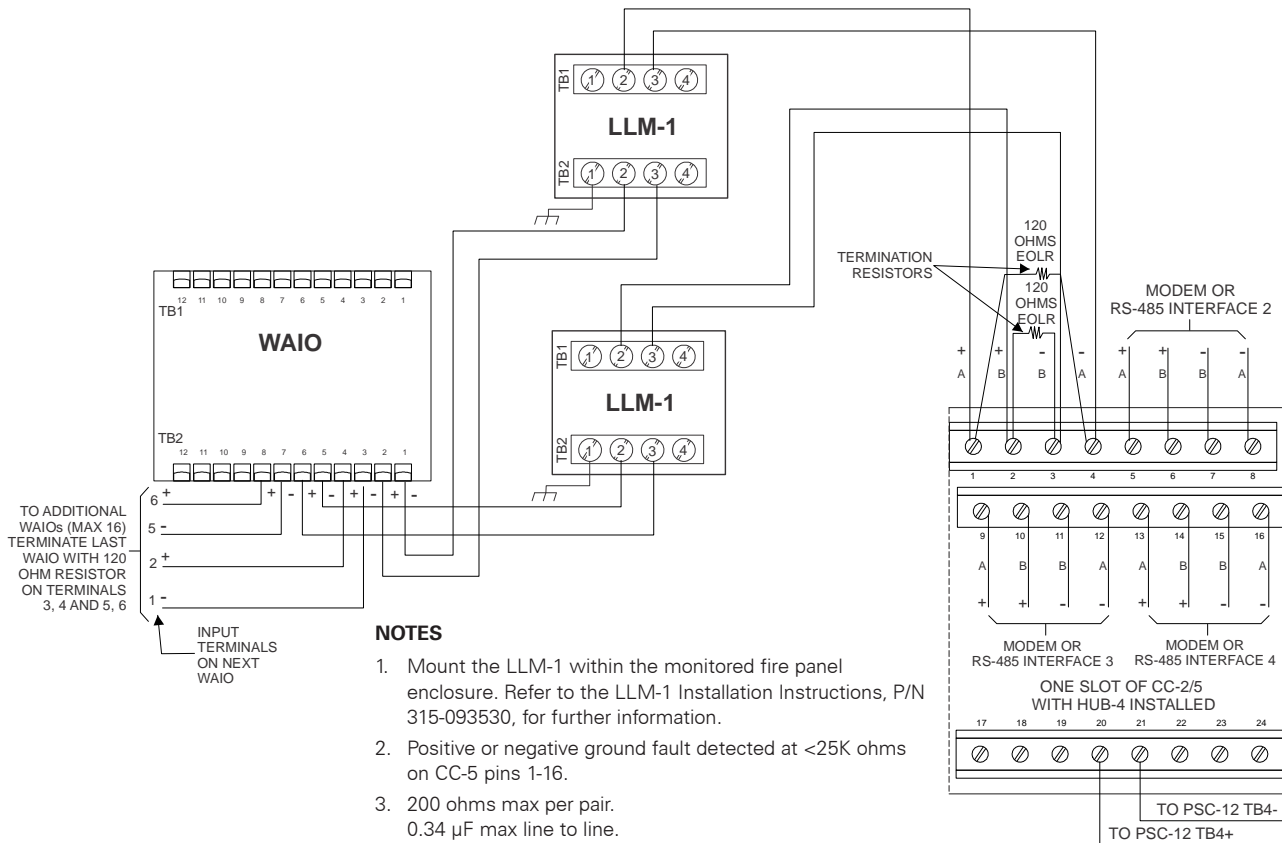 TB1
1 2 3 4
LLM-1
TB2
1 2 3 4
120
OHMS
EOLR
120
OHMS
EOLR
TERMINATION
RESISTORS
MODEM OR
RS-485 INTERFACE 2
+ + - - + + - -
A B B A A B B A
1 2 3 4 5 6 7 8
9 10 11 12 13 14 15 16
A B B A A B B A
+ + - - + + - -
MODEM OR
RS-485 INTERFACE 3
MODEM OR
RS-485 INTERFACE 4
ONE SLOT OF CC-2/5
WITH HUB-4 INSTALLED
17 18 19 20 21 22 23 24
TO PSC-12 TB4-
TO PSC-12 TB4+
TB1
1 2 3 4
LLM-1
TB2
1 2 3 4
12 11 10 9 8 7 6 5 4 3 2 1
TB1
WAIO
TB2
12 11 10 9 8 7 6 5 4 3 2 1
+ - + - + - + -
6 +
5 -
2 +
1 -
TO ADDITIONAL
WAIOs (MAX 16)
TERMINATE LAST
WAIO WITH 120
OHM RESISTOR
ON TERMINALS
3, 4 AND 5, 6
INPUT
TERMINALS
ON NEXT
WAIO
NOTES
1. Mount the LLM-1 within the monitored fire panel
enclosure. Refer to the LLM-1 Installation Instructions, P/N
315-093530, for further information.
2. Positive or negative ground fault detected at <25K ohms
on CC-5 pins 1-16.
3. 200 ohms max per pair.
0.34 µF max line to line.